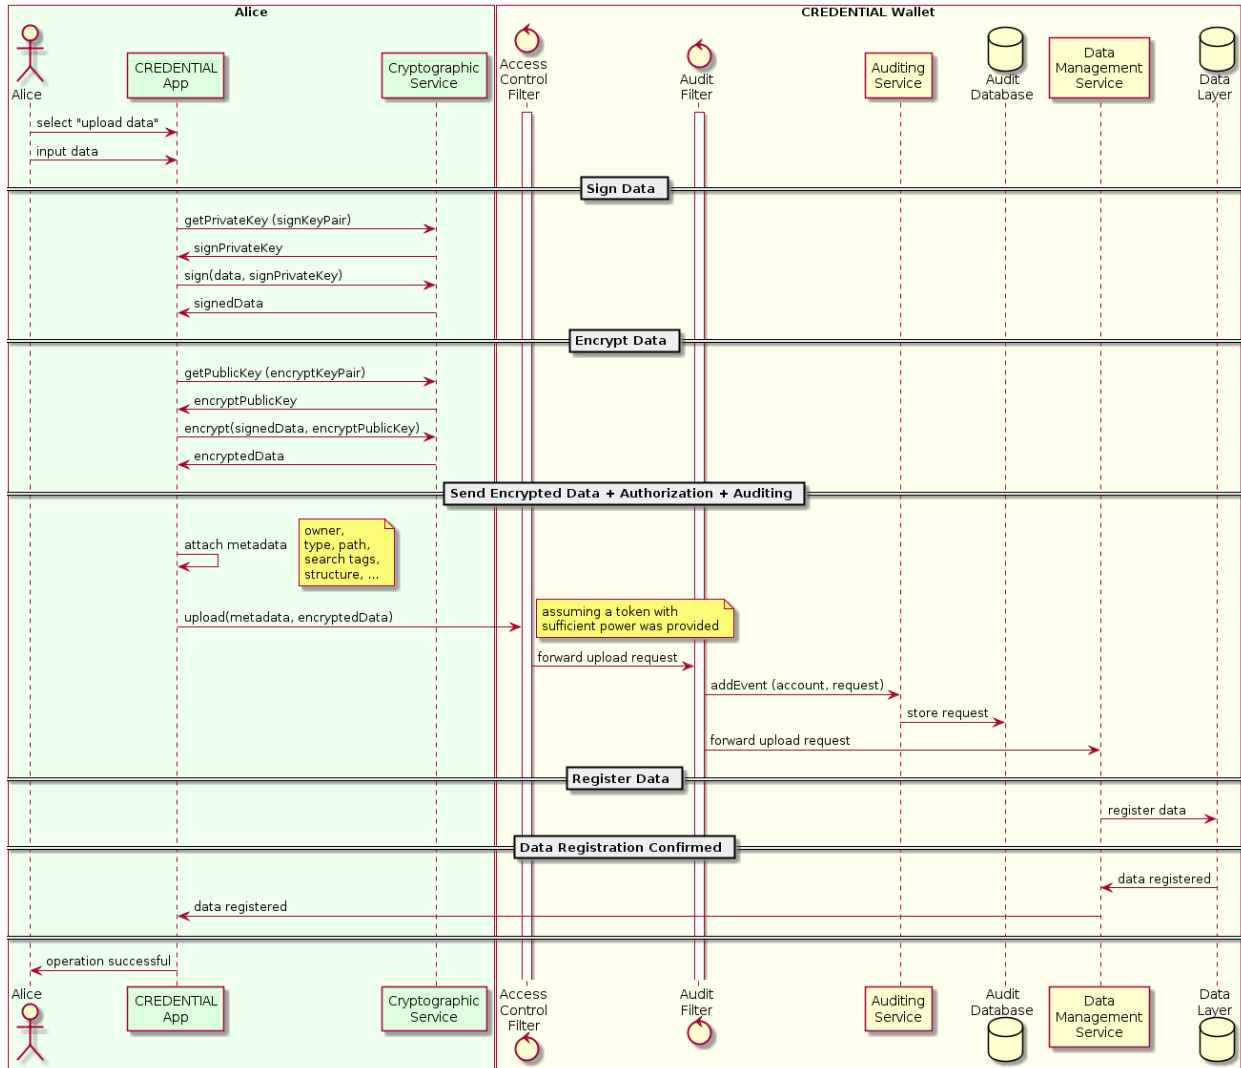 Alice
CREDENTIAL Wallet
Alice
CREDENTIAL
App
Cryptographic
Service
Access
Control
Filter
Audit
Filter
Auditing
Service
Audit
Database
Data
Management
Service
Data
Layer
select "upload data"
input data
Sign Data
getPrivateKey (signKeyPair)
signPrivateKey
sign(data, signPrivateKey)
signedData
Encrypt Data
getPublicKey (encryptKeyPair)
encryptPublicKey
encrypt(signedData, encryptPublicKey)
encryptedData
Send Encrypted Data + Authorization + Auditing
attach metadata
owner,
type, path,
search tags,
structure, ...
upload(metadata, encryptedData)
assuming a token with
sufficient power was provided
forward upload request
addEvent (account, request)
store request
forward upload request
Register Data
register data
Data Registration Confirmed
data registered
data registered
operation successful
Alice
CREDENTIAL
App
Cryptographic
Service
Access
Control
Filter
Audit
Filter
Auditing
Service
Audit
Database
Data
Management
Service
Data
Layer